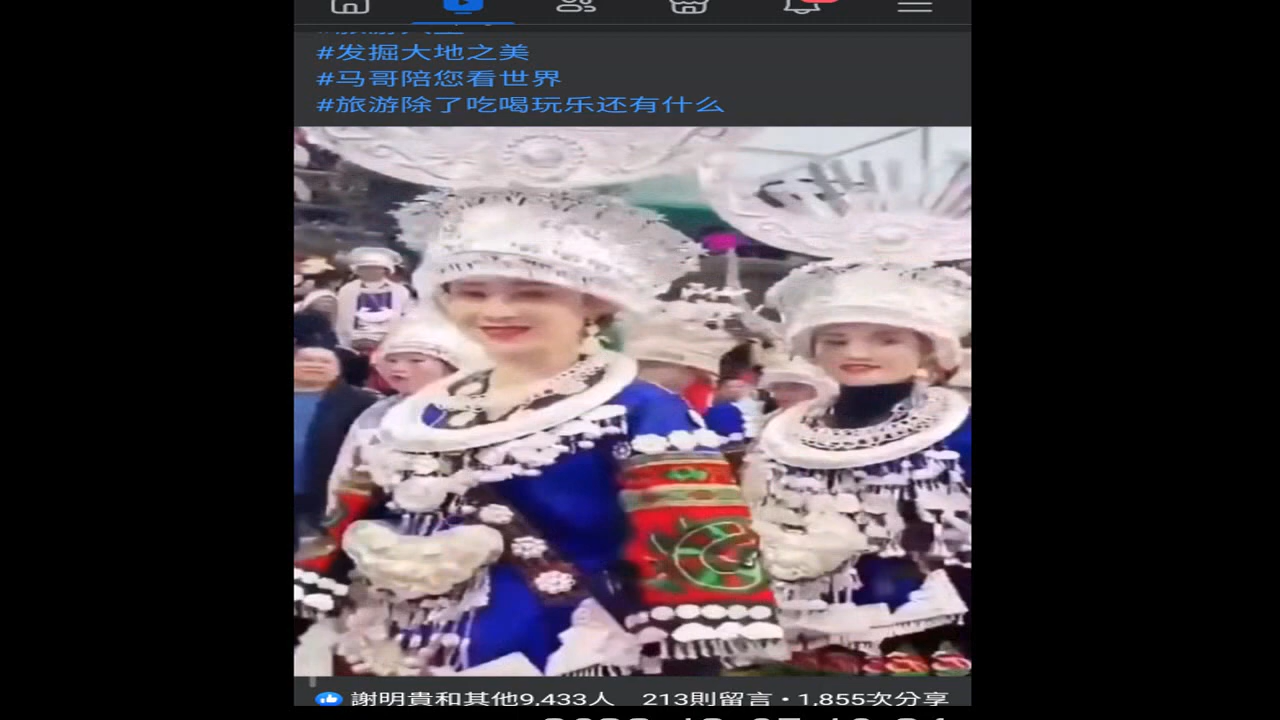 #发掘大地之美
#马哥陪您看世界
#旅游除了吃喝玩乐还有什么
謝明貴和其他9,433人 213則留言·1,855次分享